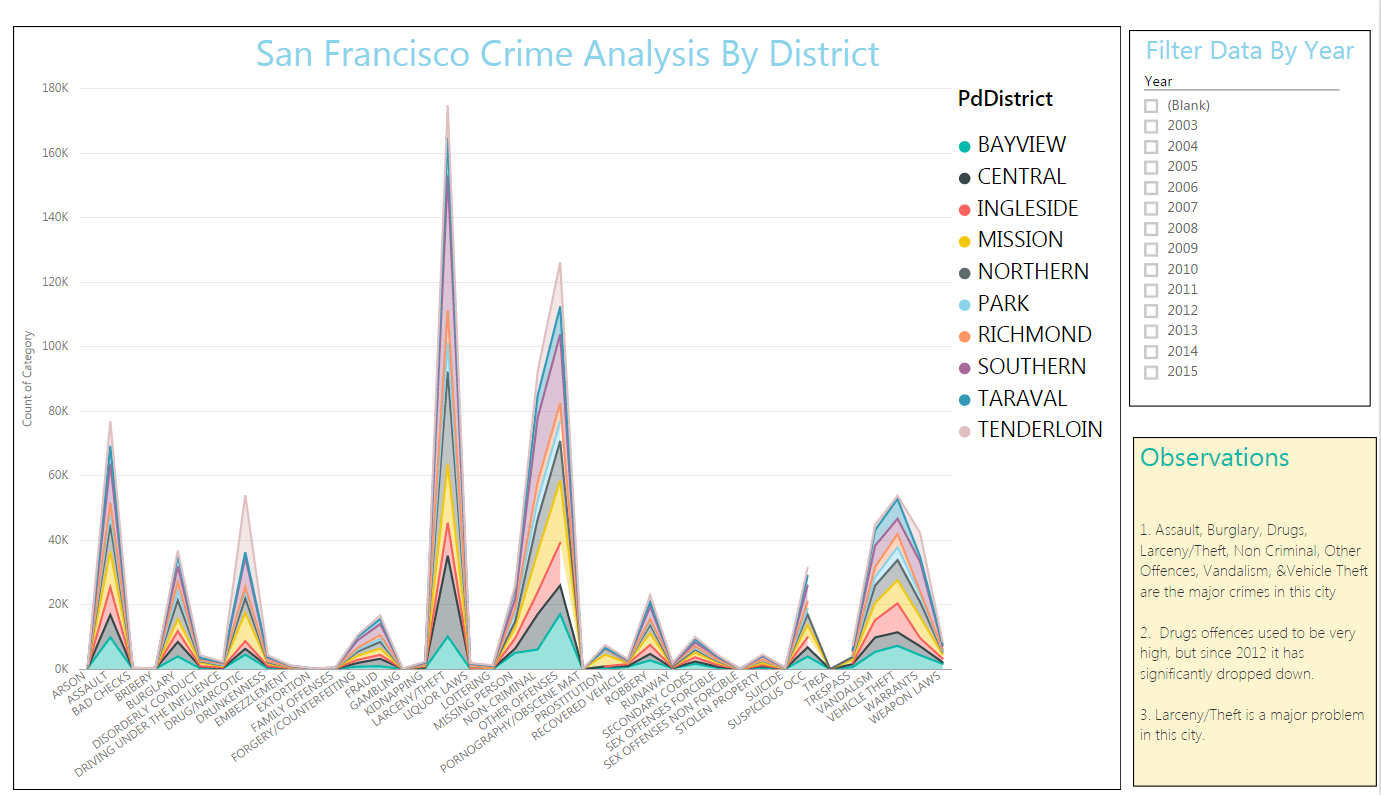 San Francisco Crime Analysis By District
180K
160K
140K
120K
100K
80K
60K
40K
20K
0K
Count of Category
ARSON
ASSAULT
BAD CHECKS
BRIBERY
BURGLARY
DISORDERLY CONDUCT
DRIVING UNDER THE INFLUENCE
DRUG/NARCOTIC
DRUNKENNESS
EMBEZZLEMENT
EXTORTION
FAMILY OFFENSES
FORGERY/COUNTERFEITING
FRAUD
GAMBLING
KIDNAPPING
LARCENY/THEFT
LIQUOR LAWS
LOITERING
MISSING PERSON
NON-CRIMINAL
OTHER OFFENSES
PORNOGRAPHY/OBSCENE MAT
PROSTITUTION
RECOVERED VEHICLE
ROBBERY
RUNAWAY
SECONDARY CODES
SEX OFFENSES FORCIBLE
SEX OFFENSES NON FORCIBLE
STOLEN PROPERTY
SUICIDE
SUSPICIOUS OCC
TREA
TRESPASS
VANDALISM
VEHICLE THEFT
WARRANTS
WEAPON LAWS
PdDistrict
BAYVIEW
CENTRAL
INGLESIDE
MISSION
NORTHERN
PARK
RICHMOND
SOUTHERN
TARAVAL
TENDERLOIN
Filter Data By Year
Year
(Blank)
2003
2004
2005
2006
2007
2008
2009
2010
2011
2012
2013
2014
2015
Observations
1. Assault, Burglary, Drugs,
Larceny/Theft, Non Criminal, Other
Offences, Vandalism, &Vehicle Theft
are the major crimes in this city
2. Drugs offences used to be very
high, but since 2012 it has
significantly dropped down.
3. Larceny/Theft is a major problem
in this city.